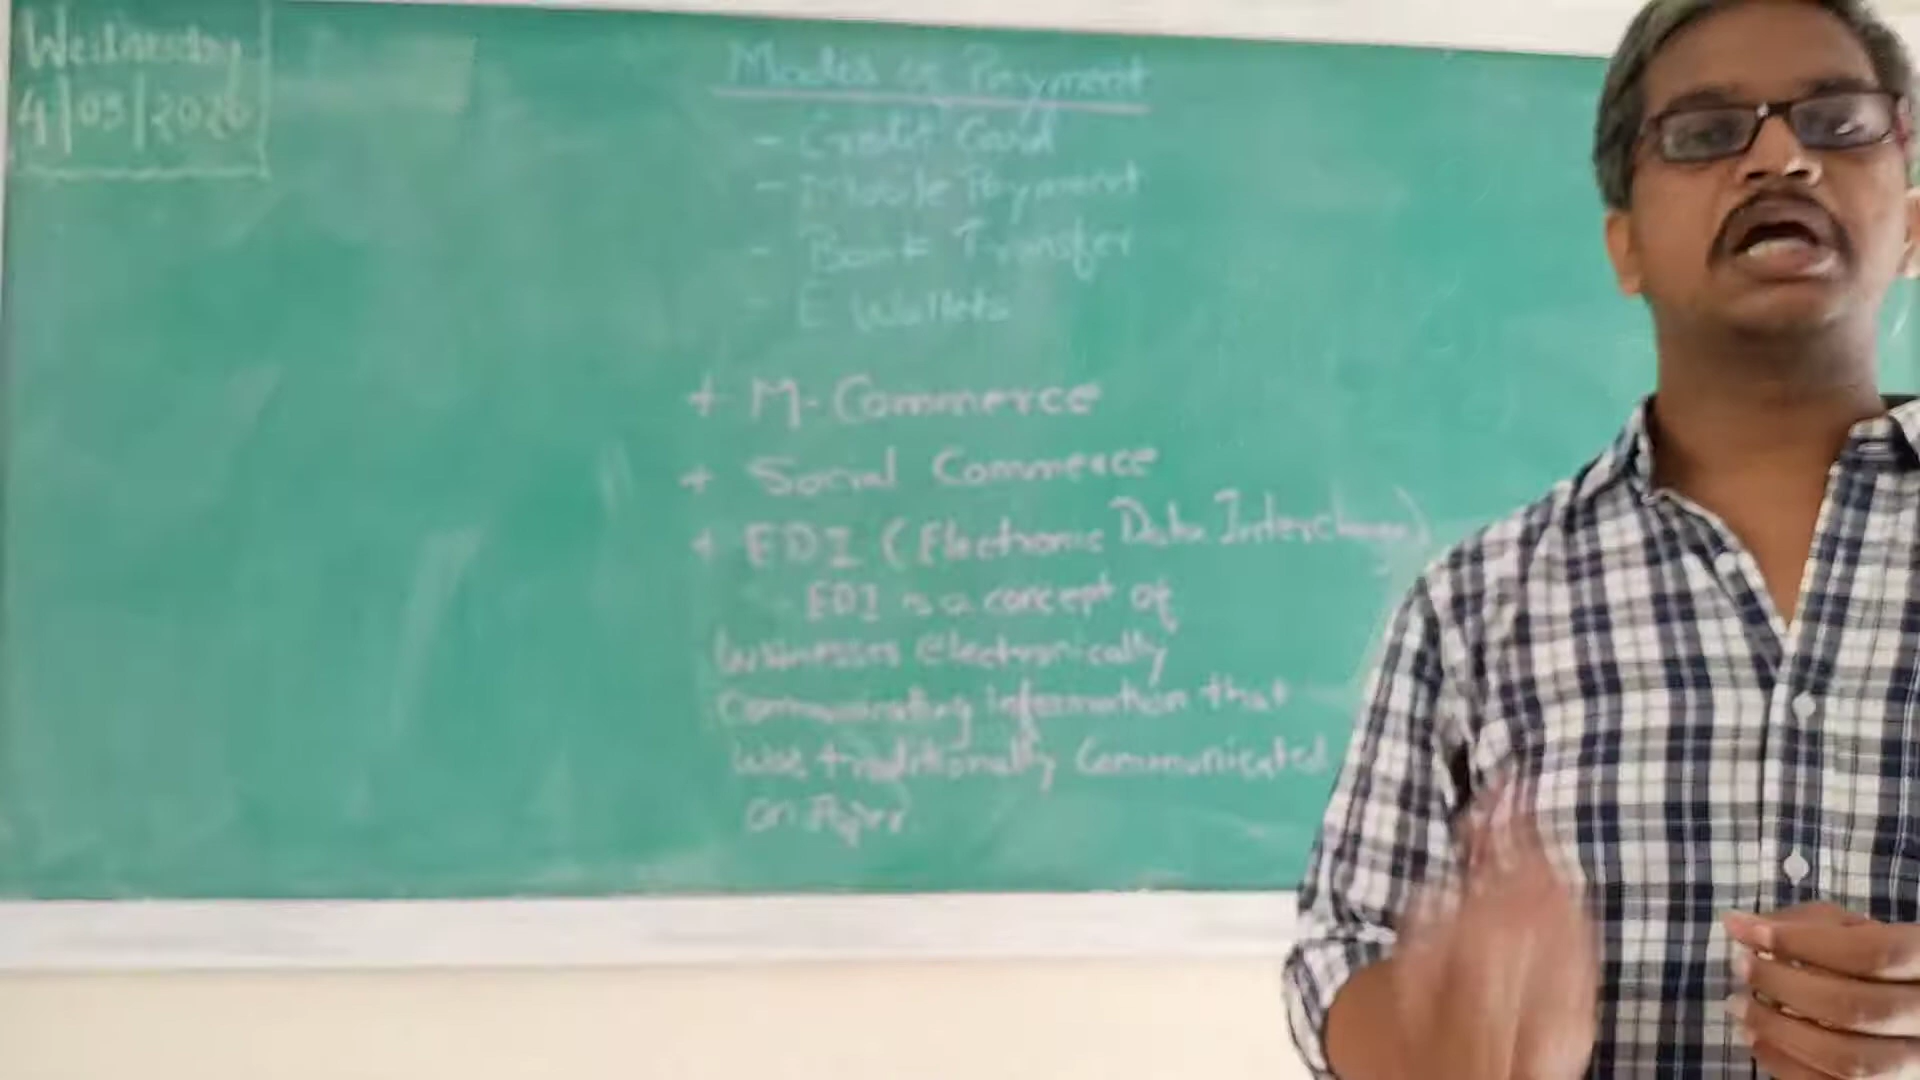 Wednesday
4/03/2020
Modes of Payment
- Credit Card
- Mobile Payment
- Bank Transfer
- E Wallets
+ M-Commerce
+ Social Commerce
+ EDI (Electronic Data Interchange)
EDI is a concept of
businesses electronically
communicating information that
was traditionally communicated
on paper.